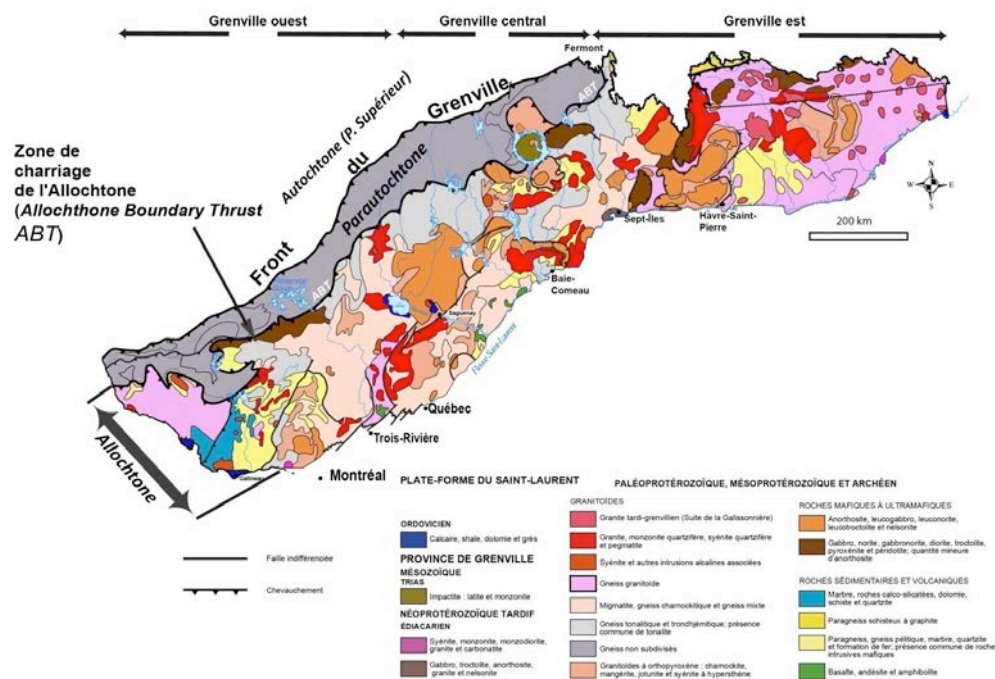 Grenville ouest
Grenville central
Grenville est
Fermont
Zone de
charriage
de l'Allochtone
(Allochthone Boundary Thrust
ABT)
Autochtone (P. Supérieur)
Front
du
Grenville
Parautochtone
ABT
ABT
N
W
E
S
200 km
Sept-Iles
Hàvre-Saint-
Pierre
Baie-
Comeau
Saguenay
Fleuve Saint-Laurent
Québec
Trois-Rivière
Montréal
Gatineau
Allochtone
Faille indifférenciée
Chevauchement
PLATE-FORME DU SAINT-LAURENT
ORDOVICIEN
Calcaire, shale, dolomie et grès
PROVINCE DE GRENVILLE
MÉSOZOÏQUE
TRIAS
Impactite : latite et monzonite
NÉOPROTÉROZOÏQUE TARDIF
ÉDIACARIEN
Syénite, monzonite, monzodiorite,
granite et carbonatite
Gabbro, troctolite, anorthosite,
granite et nelsonite
PALÉOPROTÉROZOÏQUE, MÉSOPROTÉROZOÏQUE ET ARCHÉEN
GRANITOÏDES
Granite tardi-grenvillien (Suite de la Galissonnière)
Granite, monzonite quartzifère, syénite quartzifère
et pegmatite
Syénite et autres intrusions alcalines associées
Gneiss granitoïde
Migmatite, gneiss charnockitique et gneiss mixte
Gneiss tonalitique et trondhjémitique; présence
commune de tonalite
Gneiss non subdivisés
Granitoïdes à orthopyroxène : charnockite,
mangérite, jotunite et syénite à hypersthène
ROCHES MAFIQUES À ULTRAMAFIQUES
Anorthosite, leucogabbro, leuconorite,
leucotroctolite et nelsonite
Gabbro, norite, gabbronorite, diorite, troctolite,
pyroxénite et péridotite; quantité mineure
d'anorthosite
ROCHES SÉDIMENTAIRES ET VOLCANIQUES
Marbre, roches calco-silicatées, dolomie,
schiste et quartzite
Paragneiss schisteux à graphite
Paragneiss, gneiss pélitique, marbre, quartzite
et formation de fer; présence commune de roche
intrusives mafiques
Basalte, andésite et amphibolite